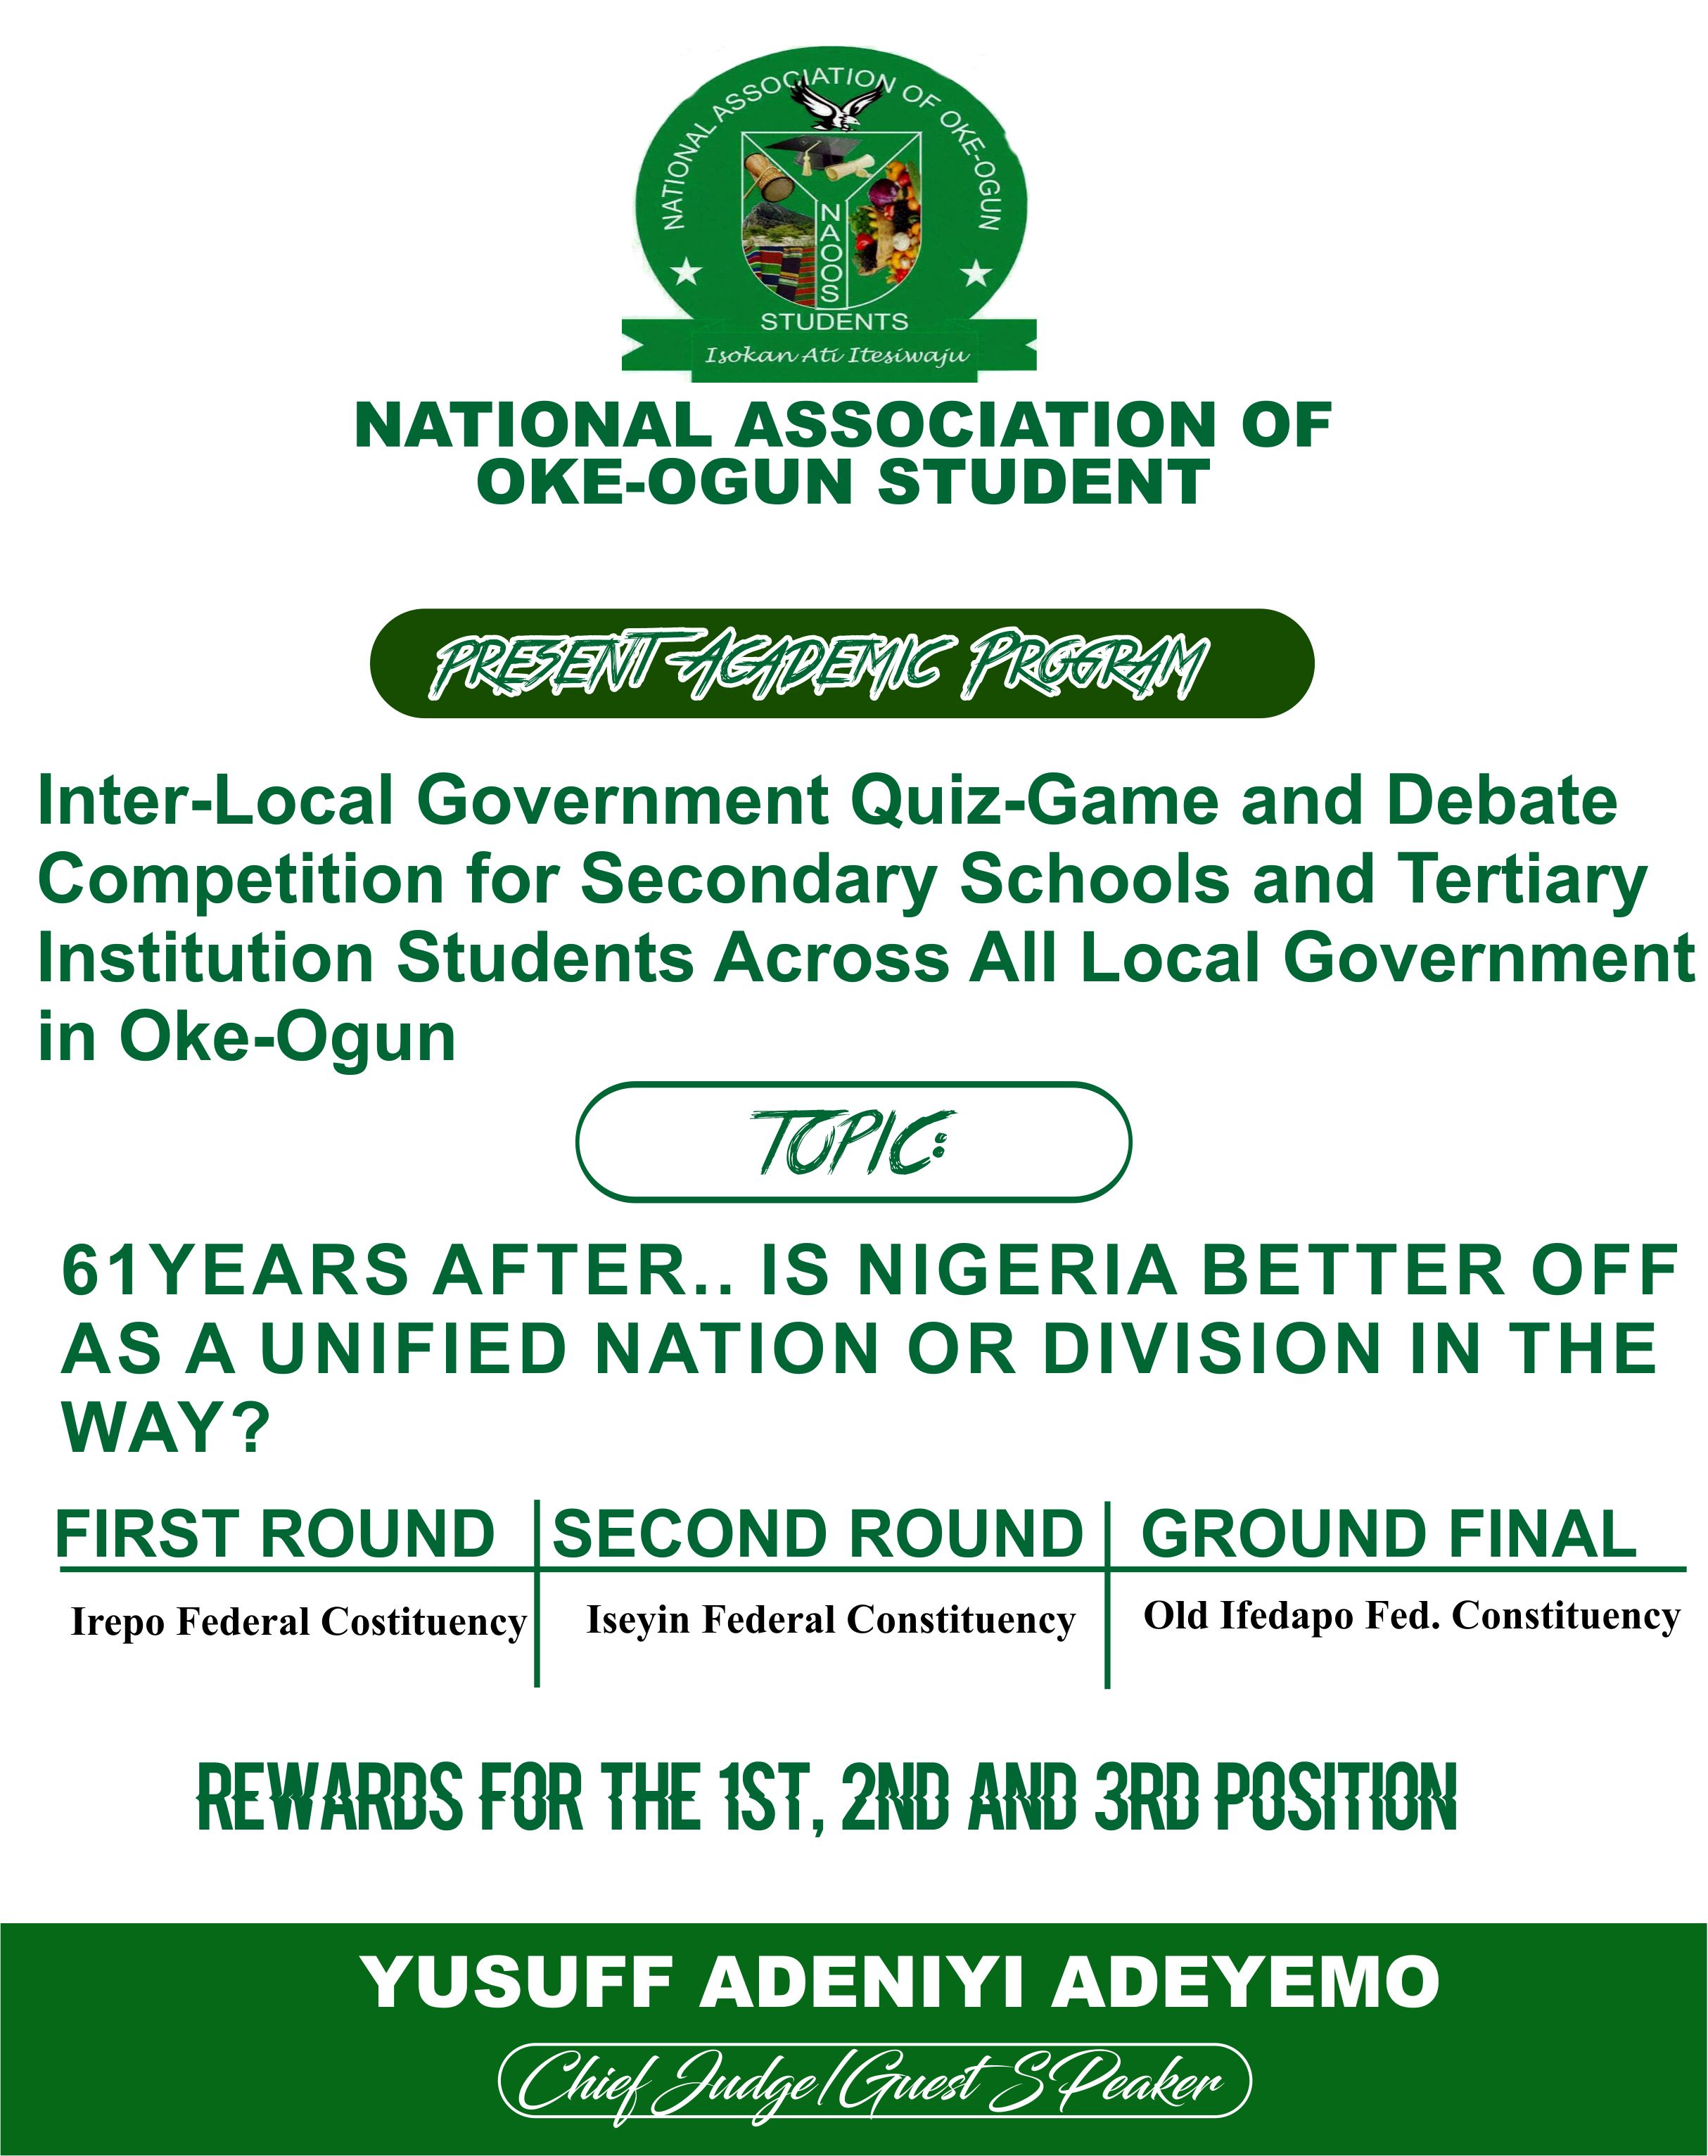 NATIONAL ASSOCIATION OF OKE-OGUN
NAOOS
STUDENTS
Isokan Ati Itesiwaju
NATIONAL ASSOCIATION OF
OKE-OGUN STUDENT
PRESENT ACADEMIC PROGRAM
Inter-Local Government Quiz-Game and Debate
Competition for Secondary Schools and Tertiary
Institution Students Across All Local Government
in Oke-Ogun
TOPIC:
61YEARS AFTER.. IS NIGERIA BETTER OFF
AS A UNIFIED NATION OR DIVISION IN THE
WAY?
FIRST ROUND SECOND ROUND GROUND FINAL
Irepo Federal Costituency Iseyin Federal Constituency Old Ifedapo Fed. Constituency
REWARDS FOR THE 1ST, 2ND AND 3RD POSITION
YUSUFF ADENIYI ADEYEMO
Chief Judge/Guest SPeaker